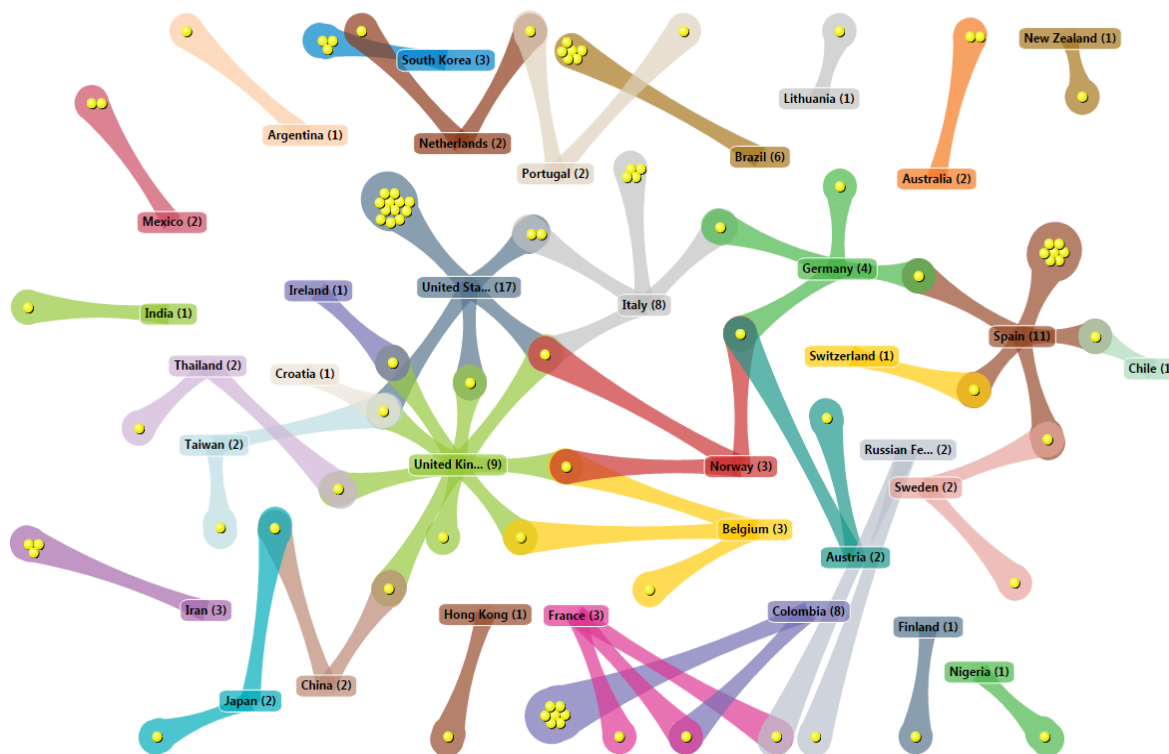 New Zealand (1)
South Korea (3)
Lithuania (1)
Argentina (1)
Netherlands (2)
Brazil (6)
Portugal (2)
Australia (2)
Mexico (2)
Germany (4)
United Sta... (17)
Ireland (1)
Italy (8)
India (1)
Spain (11)
Switzerland (1)
Thailand (2)
Chile (1
Croatia (1)
Taiwan (2)
Russian Fe... (2)
United Kin... (9)
Norway (3)
Sweden (2)
Belgium (3)
Austria (2)
Iran (3)
Hong Kong (1)
France (3)
Colombia (8)
Finland (1)
Nigeria (1)
China (2)
Japan (2)